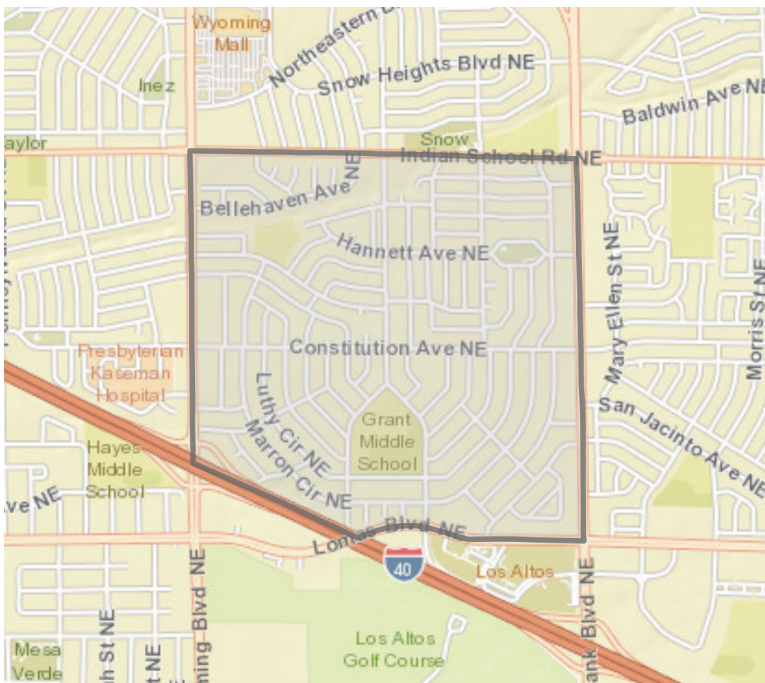 Wyoming
Mall
Northeastern
Inez
Snow Heights Blvd NE
Baldwin Ave NE
aylor
Snow
Indian School Rd NE
NE
Bellehaven Ave
Hannett Ave NE
Mary Ellen St NE
Morris St NE
Presbyterian
Kaseman
Hospital
Constitution Ave NE
Luthy Cir NE
Marron Cir NE
San Jacinto Ave NE
Grant
Middle
School
Hayes
Middle
School
ve NE
Lomas Blvd NE
40
Los Altos
ming Blvd NE
ank Blvd NE
ah St NE
t NE
Los Altos
Golf Course
Mesa
Verde